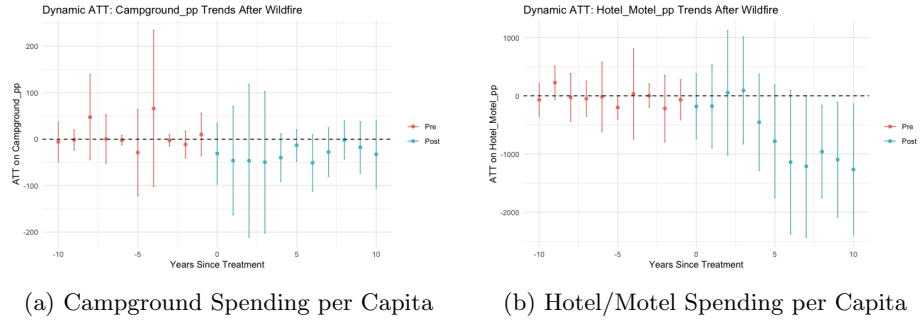 Dynamic ATT: Campground_pp Trends After Wildfire
200
100
0
-100
-200
ATT on Campground_pp
-10
-5
0
5
10
Years Since Treatment
Pre
Post
(a) Campground Spending per Capita
Dynamic ATT: Hotel_Motel_pp Trends After Wildfire
1000
0
-1000
-2000
ATT on Hotel_Motel_pp
-10
-5
0
5
10
Years Since Treatment
Pre
Post
(b) Hotel/Motel Spending per Capita